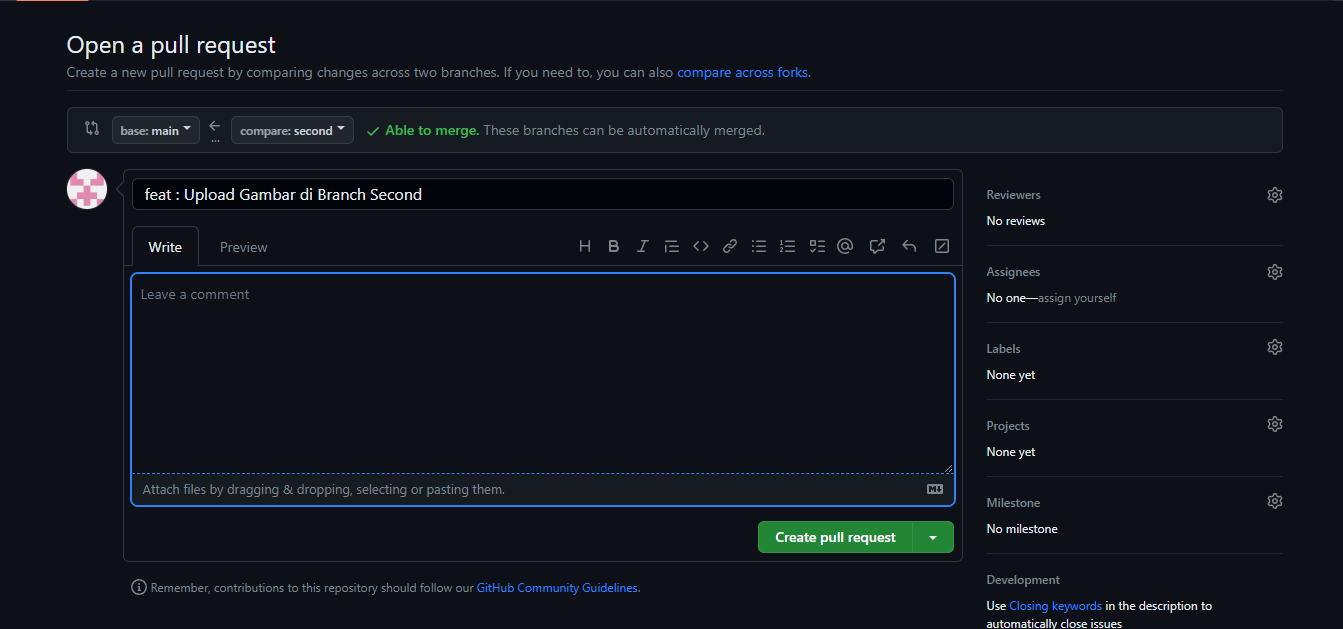 Open a pull request
Create a new pull request by comparing changes across two branches. If you need to, you can also compare across forks.
base: main
...
compare: second
Able to merge. These branches can be automatically merged.
feat : Upload Gambar di Branch Second
Write
Preview
Leave a comment
Attach files by dragging & dropping, selecting or pasting them.
Create pull request
Remember, contributions to this repository should follow our GitHub Community Guidelines.
Reviewers
No reviews
Assignees
No one—assign yourself
Labels
None yet
Projects
None yet
Milestone
No milestone
Development
Use Closing keywords in the description to
automatically close issues